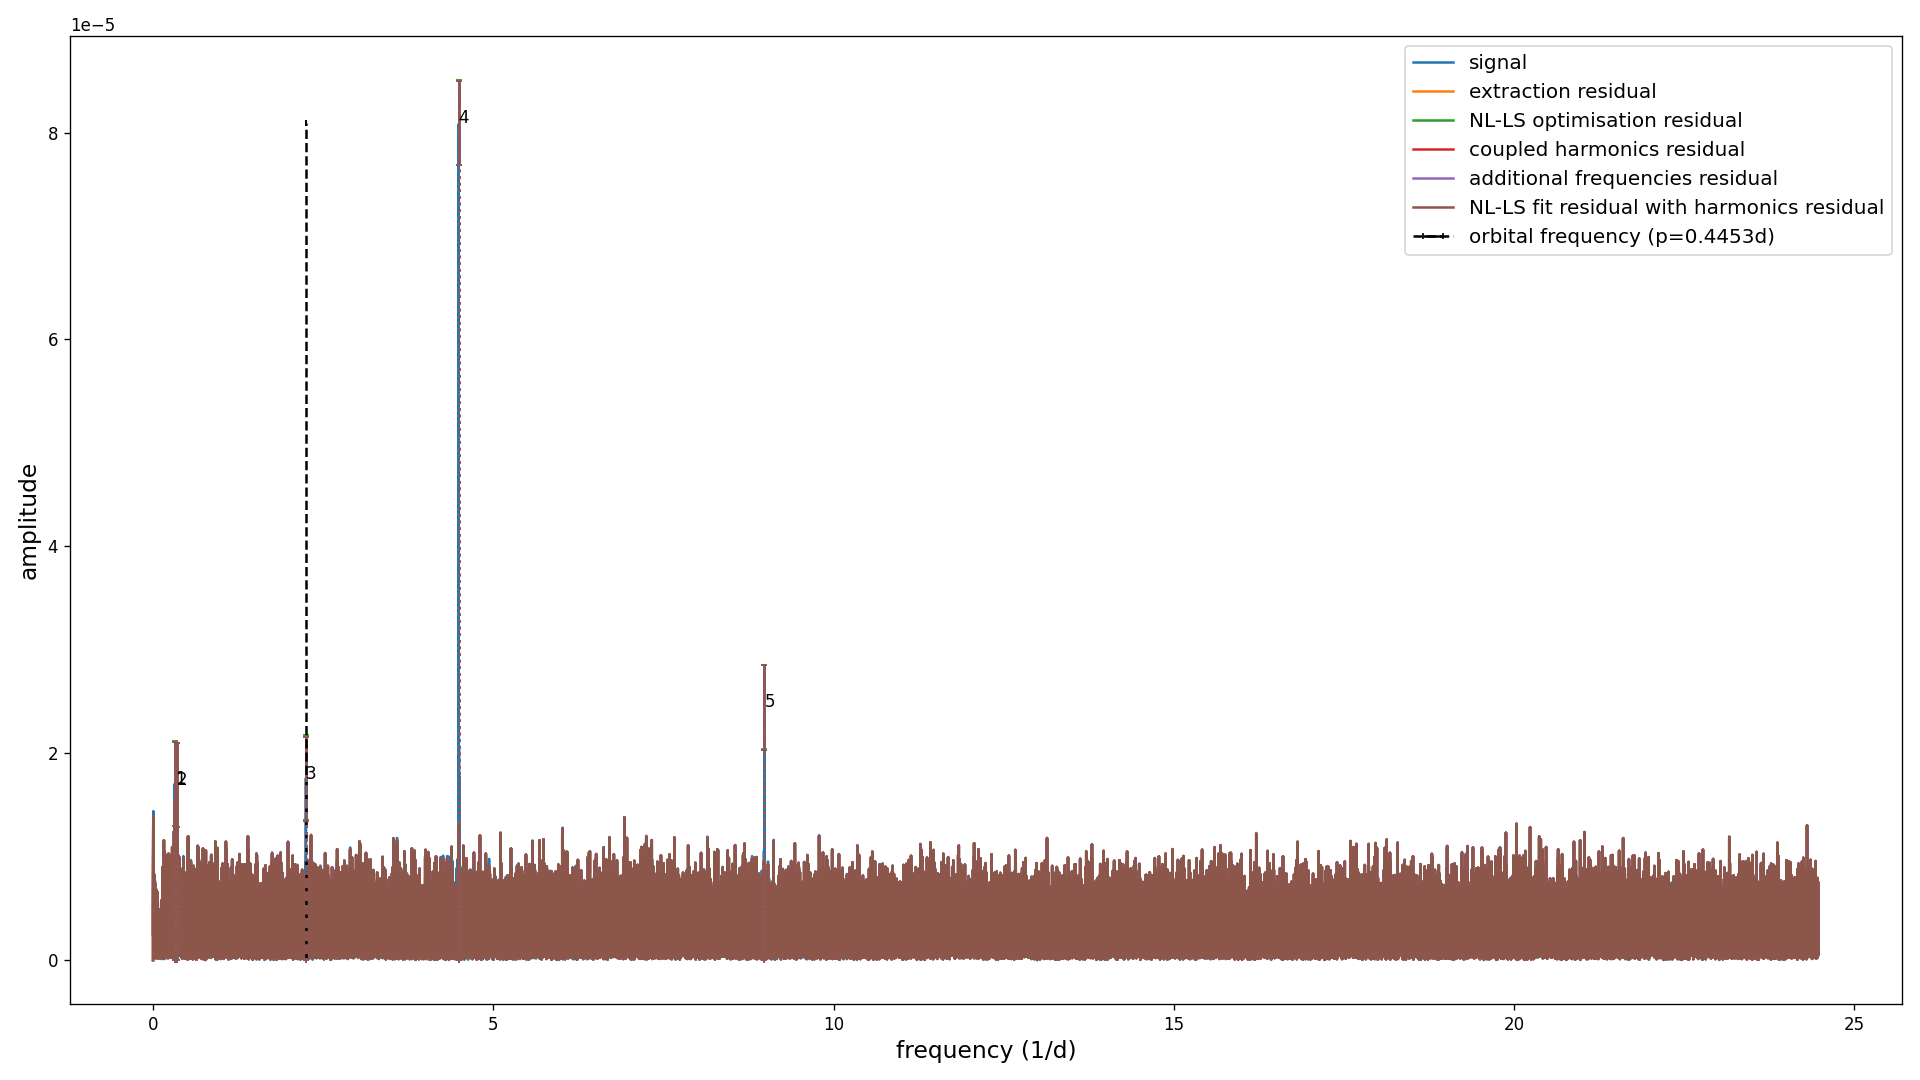 1e−5
signal
extraction residual
NL-LS optimisation residual
coupled harmonics residual
additional frequencies residual
NL-LS fit residual with harmonics residual
orbital frequency (p=0.4453d)
8
6
4
2
0
amplitude
4
5
1
2
3
0
5
10
15
20
25
frequency (1/d)